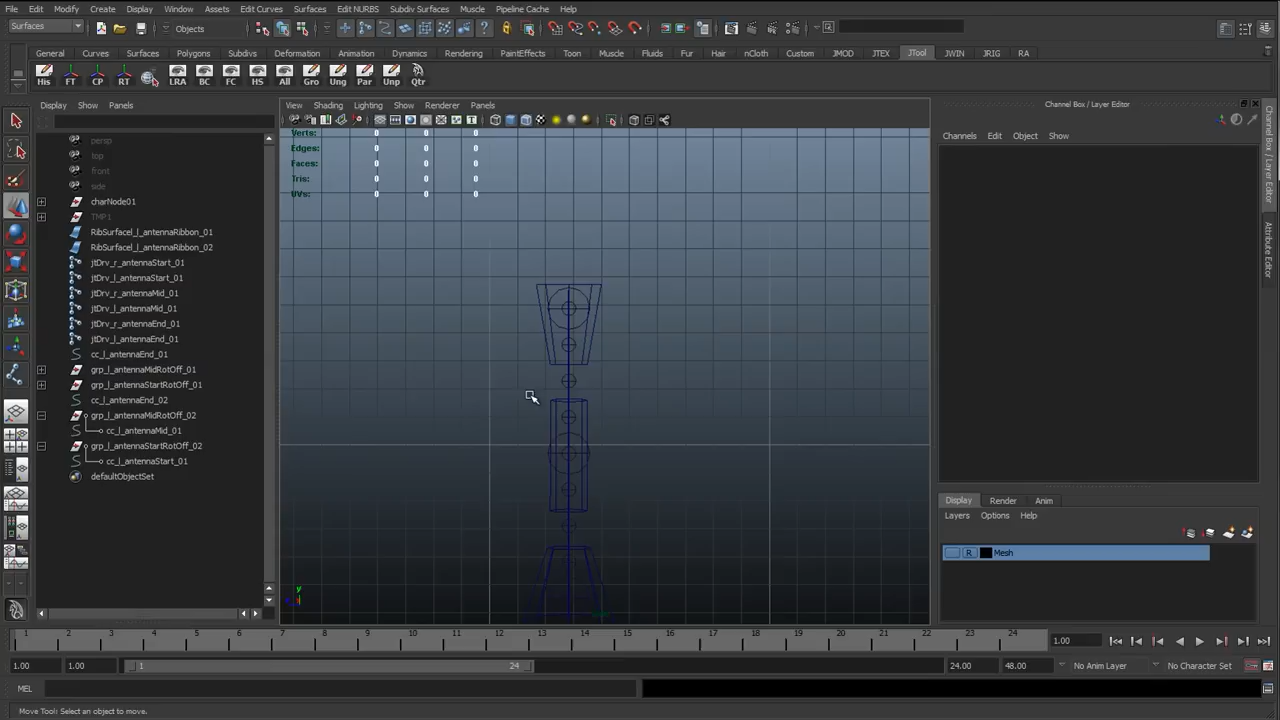 File Edit Modify Create Display Window Assets Edit Curves Surfaces Edit NURBS Subdiv Surfaces Muscle Pipeline Cache Help
Surfaces Objects
General Curves Surfaces Polygons Subdivs Deformation Animation Dynamics Rendering PaintEffects Toon Muscle Fluids Fur Hair nCloth Custom JMOD JTEX JTool JWIN JRIG RA
His FT CP RT LRA BC FC HS All Gro Ung Par Unp Qtr
Display Show Panels
View Shading Lighting Show Renderer Panels
Channel Box / Layer Editor
Channels Edit Object Show
Verts: 0 0 0
Edges: 0 0 0
Faces: 0 0 0
Tris: 0 0 0
UVs: 0 0 0
persp
top
front
side
charNode01
TMP1
RibSurfacel_l_antennaRibbon_01
RibSurfacel_l_antennaRibbon_02
jtDrv_r_antennaStart_01
jtDrv_l_antennaStart_01
jtDrv_r_antennaMid_01
jtDrv_l_antennaMid_01
jtDrv_r_antennaEnd_01
jtDrv_l_antennaEnd_01
cc_l_antennaEnd_01
grp_l_antennaMidRotOff_01
grp_l_antennaStartRotOff_01
cc_l_antennaEnd_02
grp_l_antennaMidRotOff_02
cc_l_antennaMid_01
grp_l_antennaStartRotOff_02
cc_l_antennaStart_01
defaultObjectSet
y
Channel Box / Layer Editor
Attribute Editor
Display Render Anim
Layers Options Help
R Mesh
1 2 3 4 5 6 7 8 9 10 11 12 13 14 15 16 17 18 19 20 21 22 23 24 1.00
1.00 1.00 1 24 24.00 48.00 No Anim Layer No Character Set
MEL
Move Tool: Select an object to move.